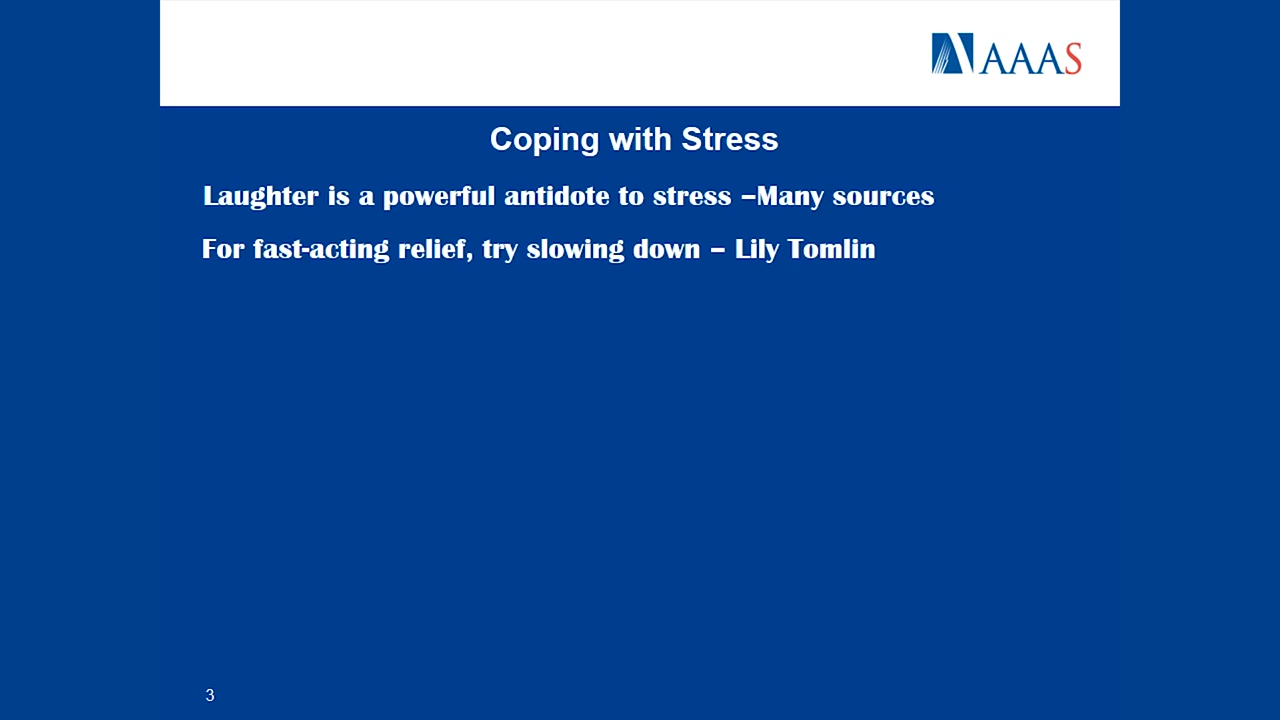 AAAS
Coping with Stress
Laughter is a powerful antidote to stress –Many sources
For fast-acting relief, try slowing down – Lily Tomlin
3